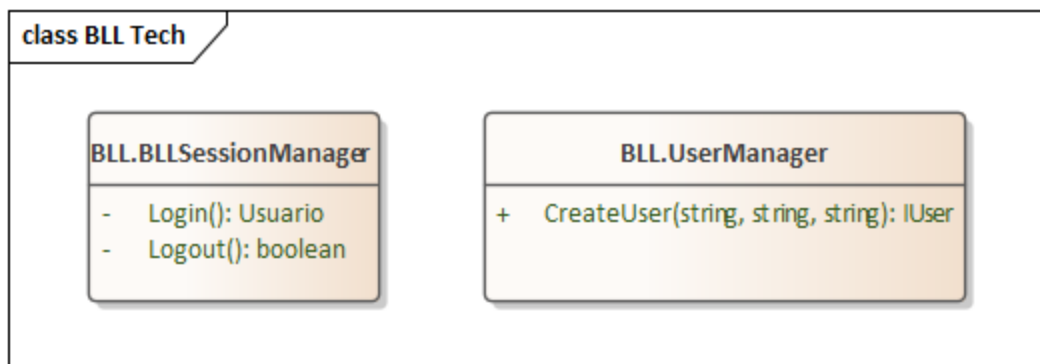 class BLL Tech
BLL.BLLSessionManager
- Login(): Usuario
- Logout(): boolean
BLL.UserManager
+ CreateUser(string, string, string): IUser